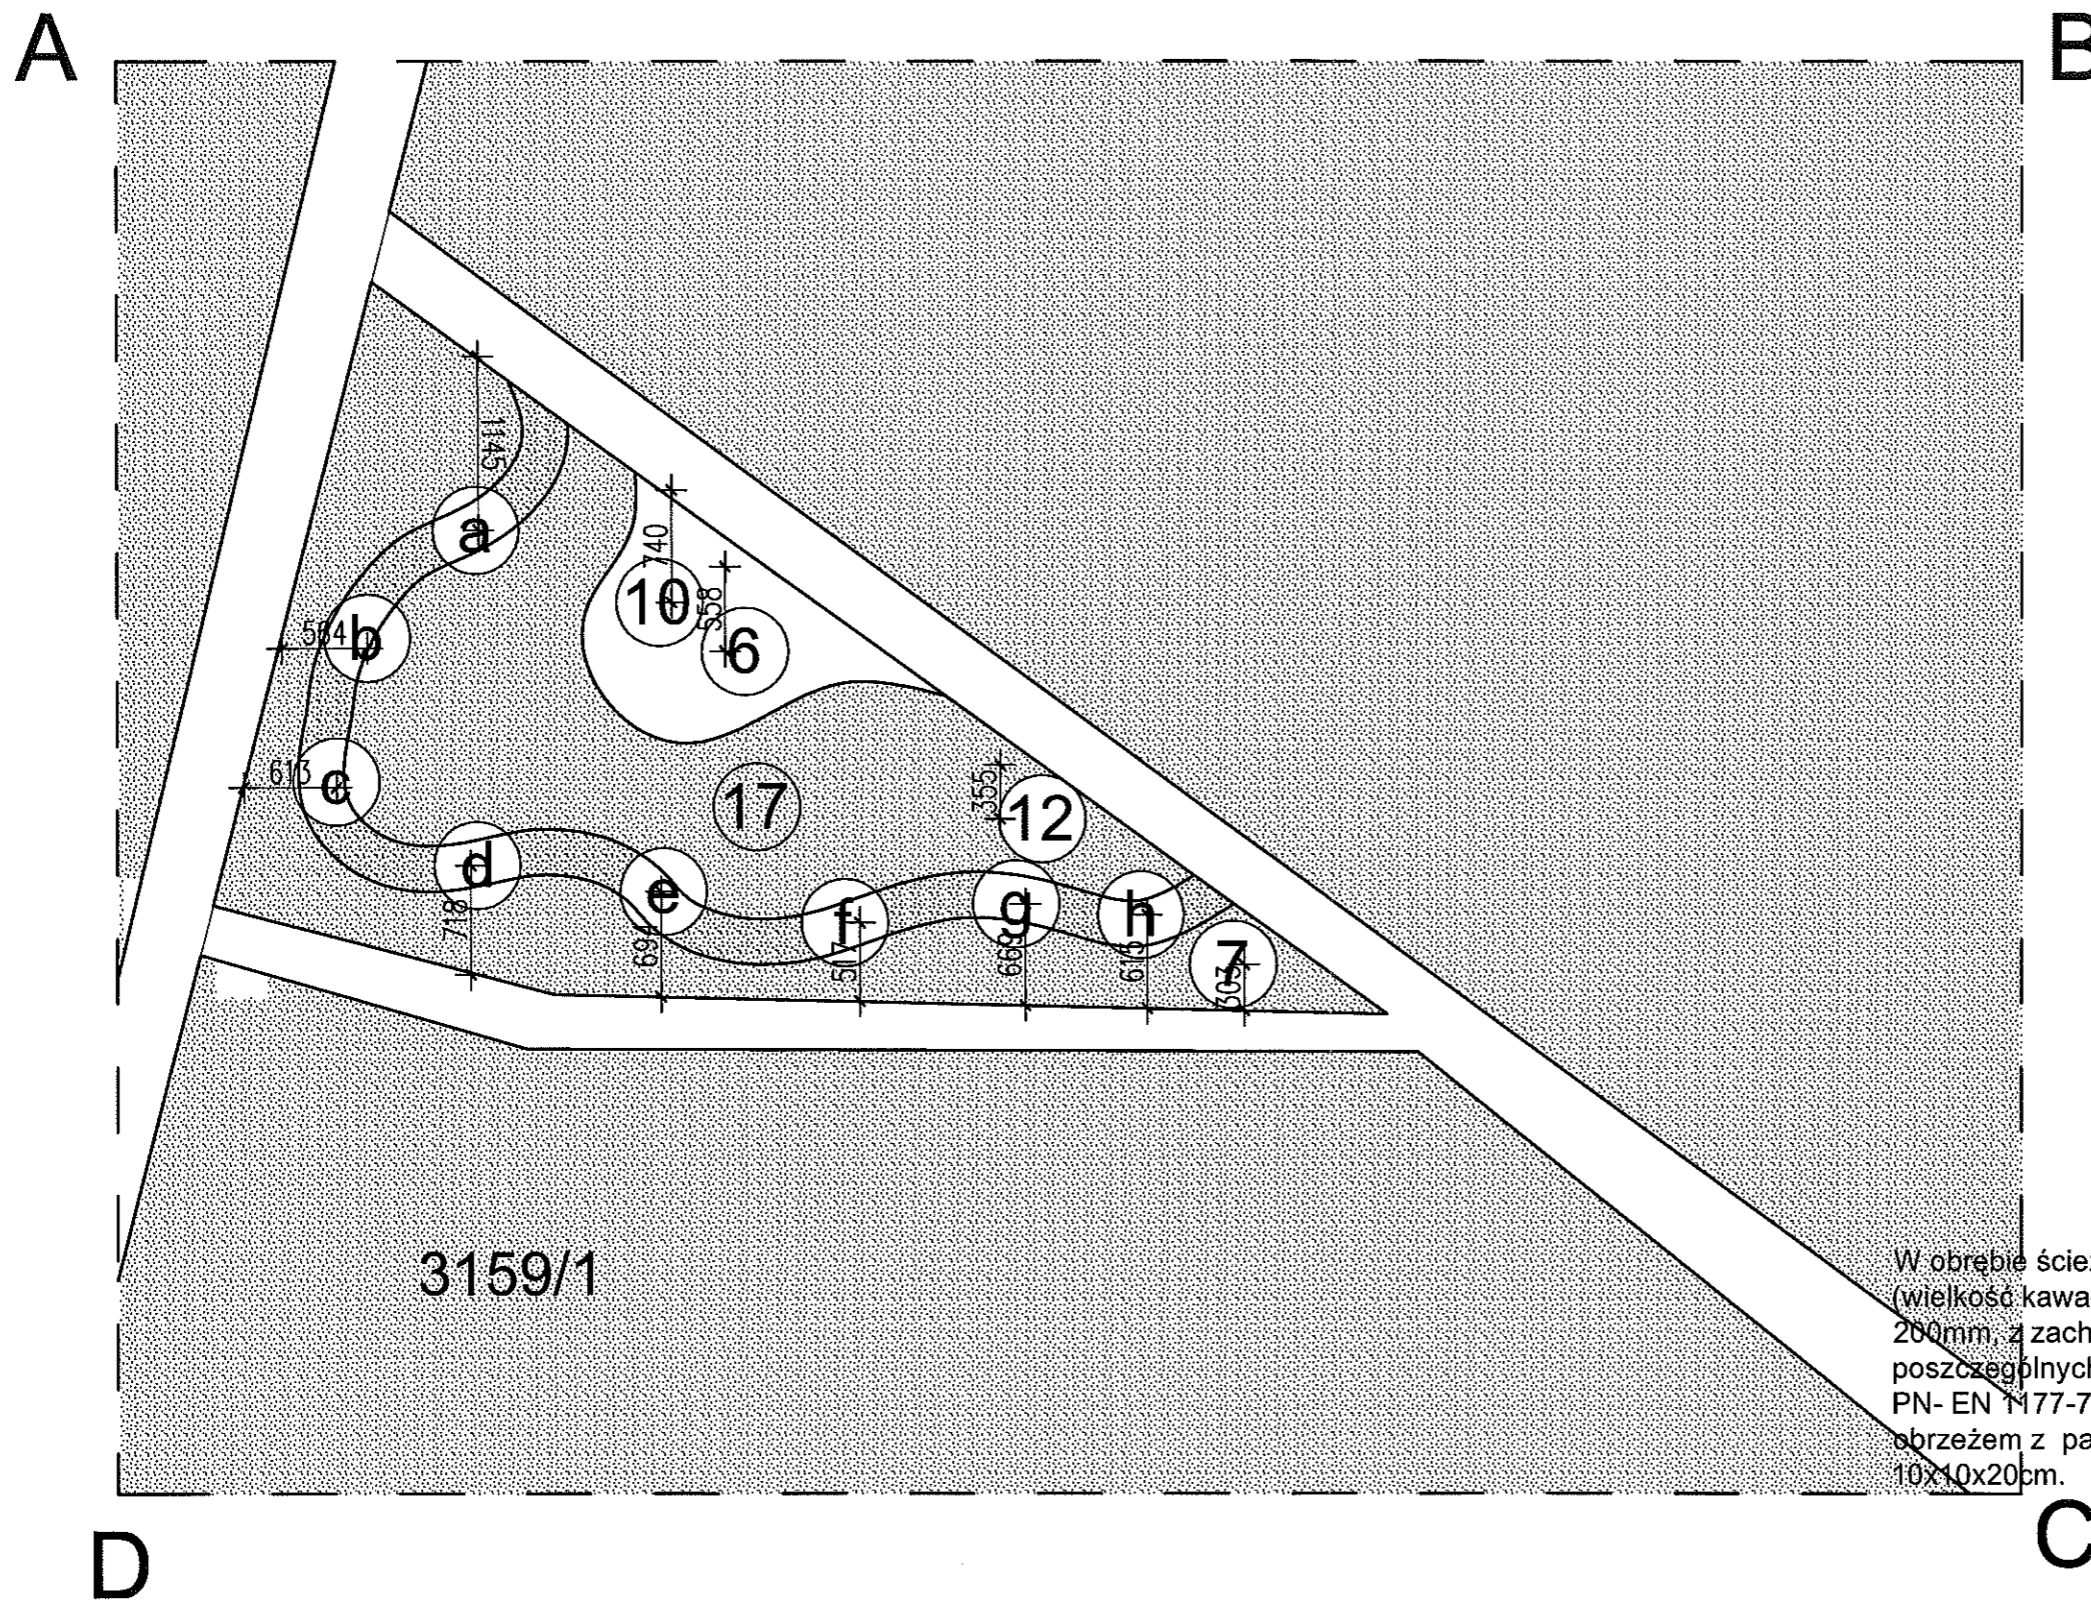 A
B
1145
740
a
10
558
584
b
6
613
c
17
355
12
d
718
e
694
f
517
g
669
h
615
7
303
3159/1
W obrębie ście
(wielkość kawa
200mm, z zach
poszczególnych
PN- EN 1177-7
obrzeżem z pa
10x10x20cm.
D
C